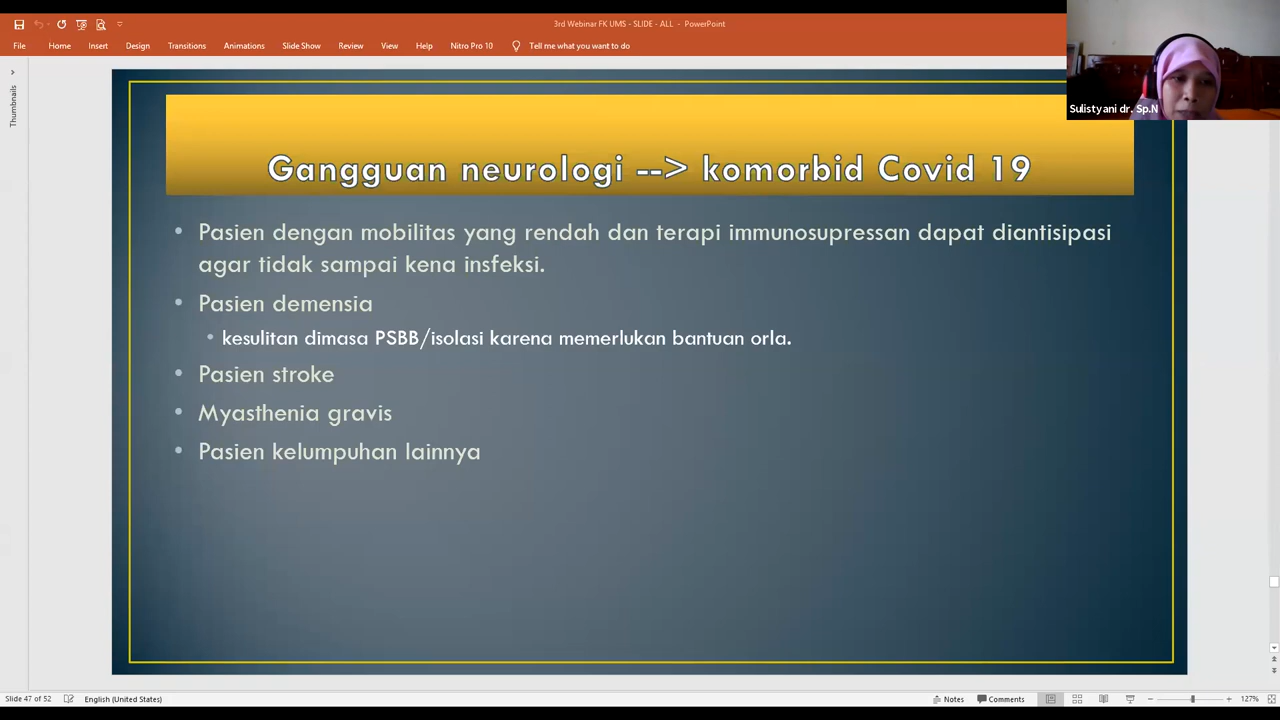 3rd Webinar FK UMS - SLIDE - ALL - PowerPoint
File Home Insert Design Transitions Animations Slide Show Review View Help Nitro Pro 10 Tell me what you want to do
Sulistyani dr. Sp.N
Thumbnails
Gangguan neurologi --> komorbid Covid 19
• Pasien dengan mobilitas yang rendah dan terapi immunosupressan dapat diantisipasi
agar tidak sampai kena insfeksi.
• Pasien demensia
• kesulitan dimasa PSBB/isolasi karena memerlukan bantuan orla.
• Pasien stroke
• Myasthenia gravis
• Pasien kelumpuhan lainnya
Slide 47 of 52 English (United States) Notes Comments 127%